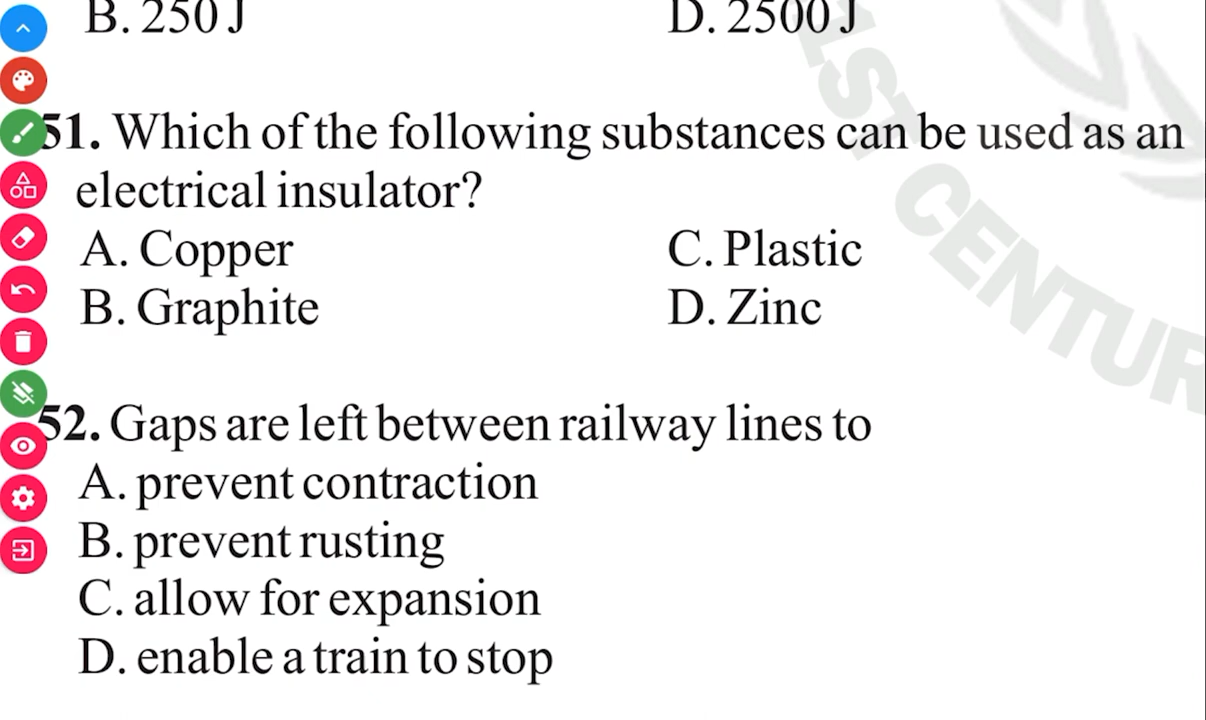 B. 250 J D. 2500 J
51. Which of the following substances can be used as an
electrical insulator?
A. Copper C. Plastic
B. Graphite D. Zinc
52. Gaps are left between railway lines to
A. prevent contraction
B. prevent rusting
C. allow for expansion
D. enable a train to stop
CENTUR